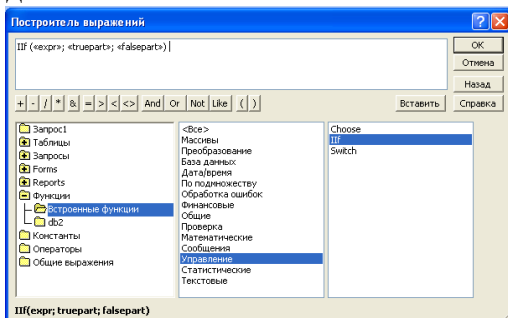 Построитель выражений
IIf («expr»; «truepart»; «falsepart»)
OK
Отмена
Назад
+ - / * & = > < <> And Or Not Like ( ) Вставить Справка
Запрос1
Таблицы
Запросы
Forms
Reports
Функции
Встроенные функции
db2
Константы
Операторы
Общие выражения
<Все>
Массивы
Преобразование
База данных
Дата/время
По подмножеству
Обработка ошибок
Финансовые
Общие
Проверка
Математические
Сообщения
Управление
Статистические
Текстовые
Choose
IIf
Switch
IIf(expr; truepart; falsepart)